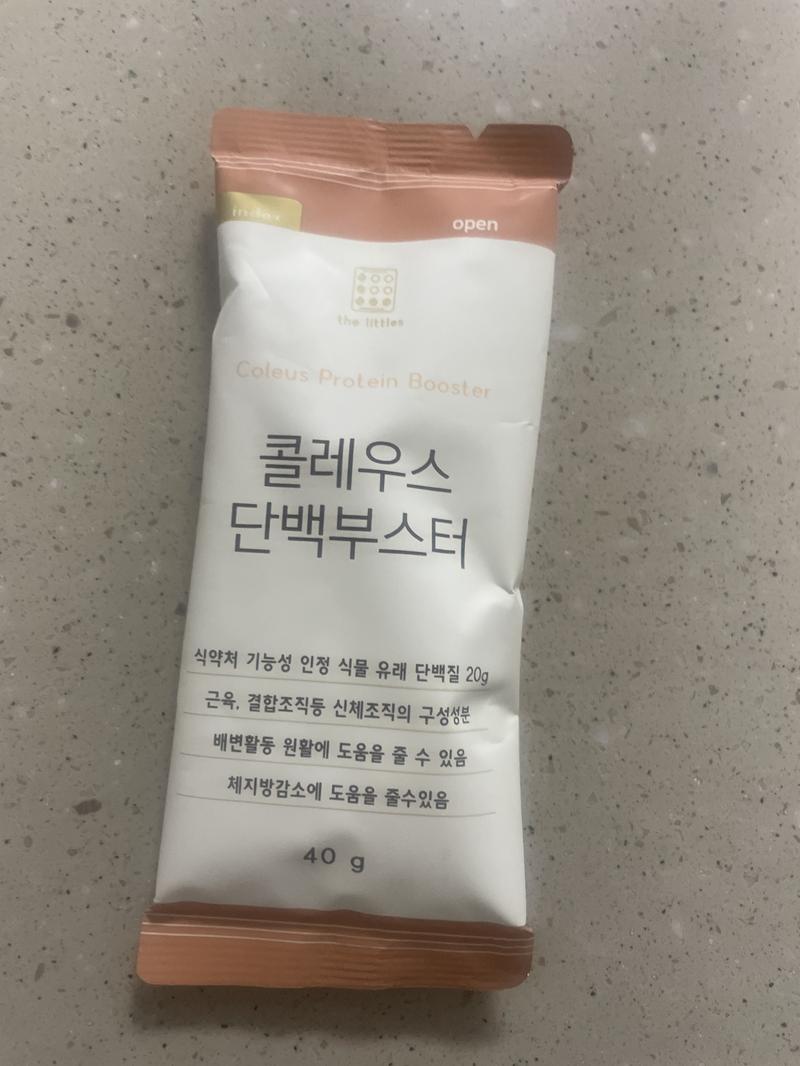 open
the littles
Coleus Protein Booster
콜레우스
단백부스터
식약처 기능성 인정 식물 유래 단백질 20g
근육, 결합조직등 신체조직의 구성성분
배변활동 원활에 도움을 줄 수 있음
체지방감소에 도움을 줄수있음
40 g